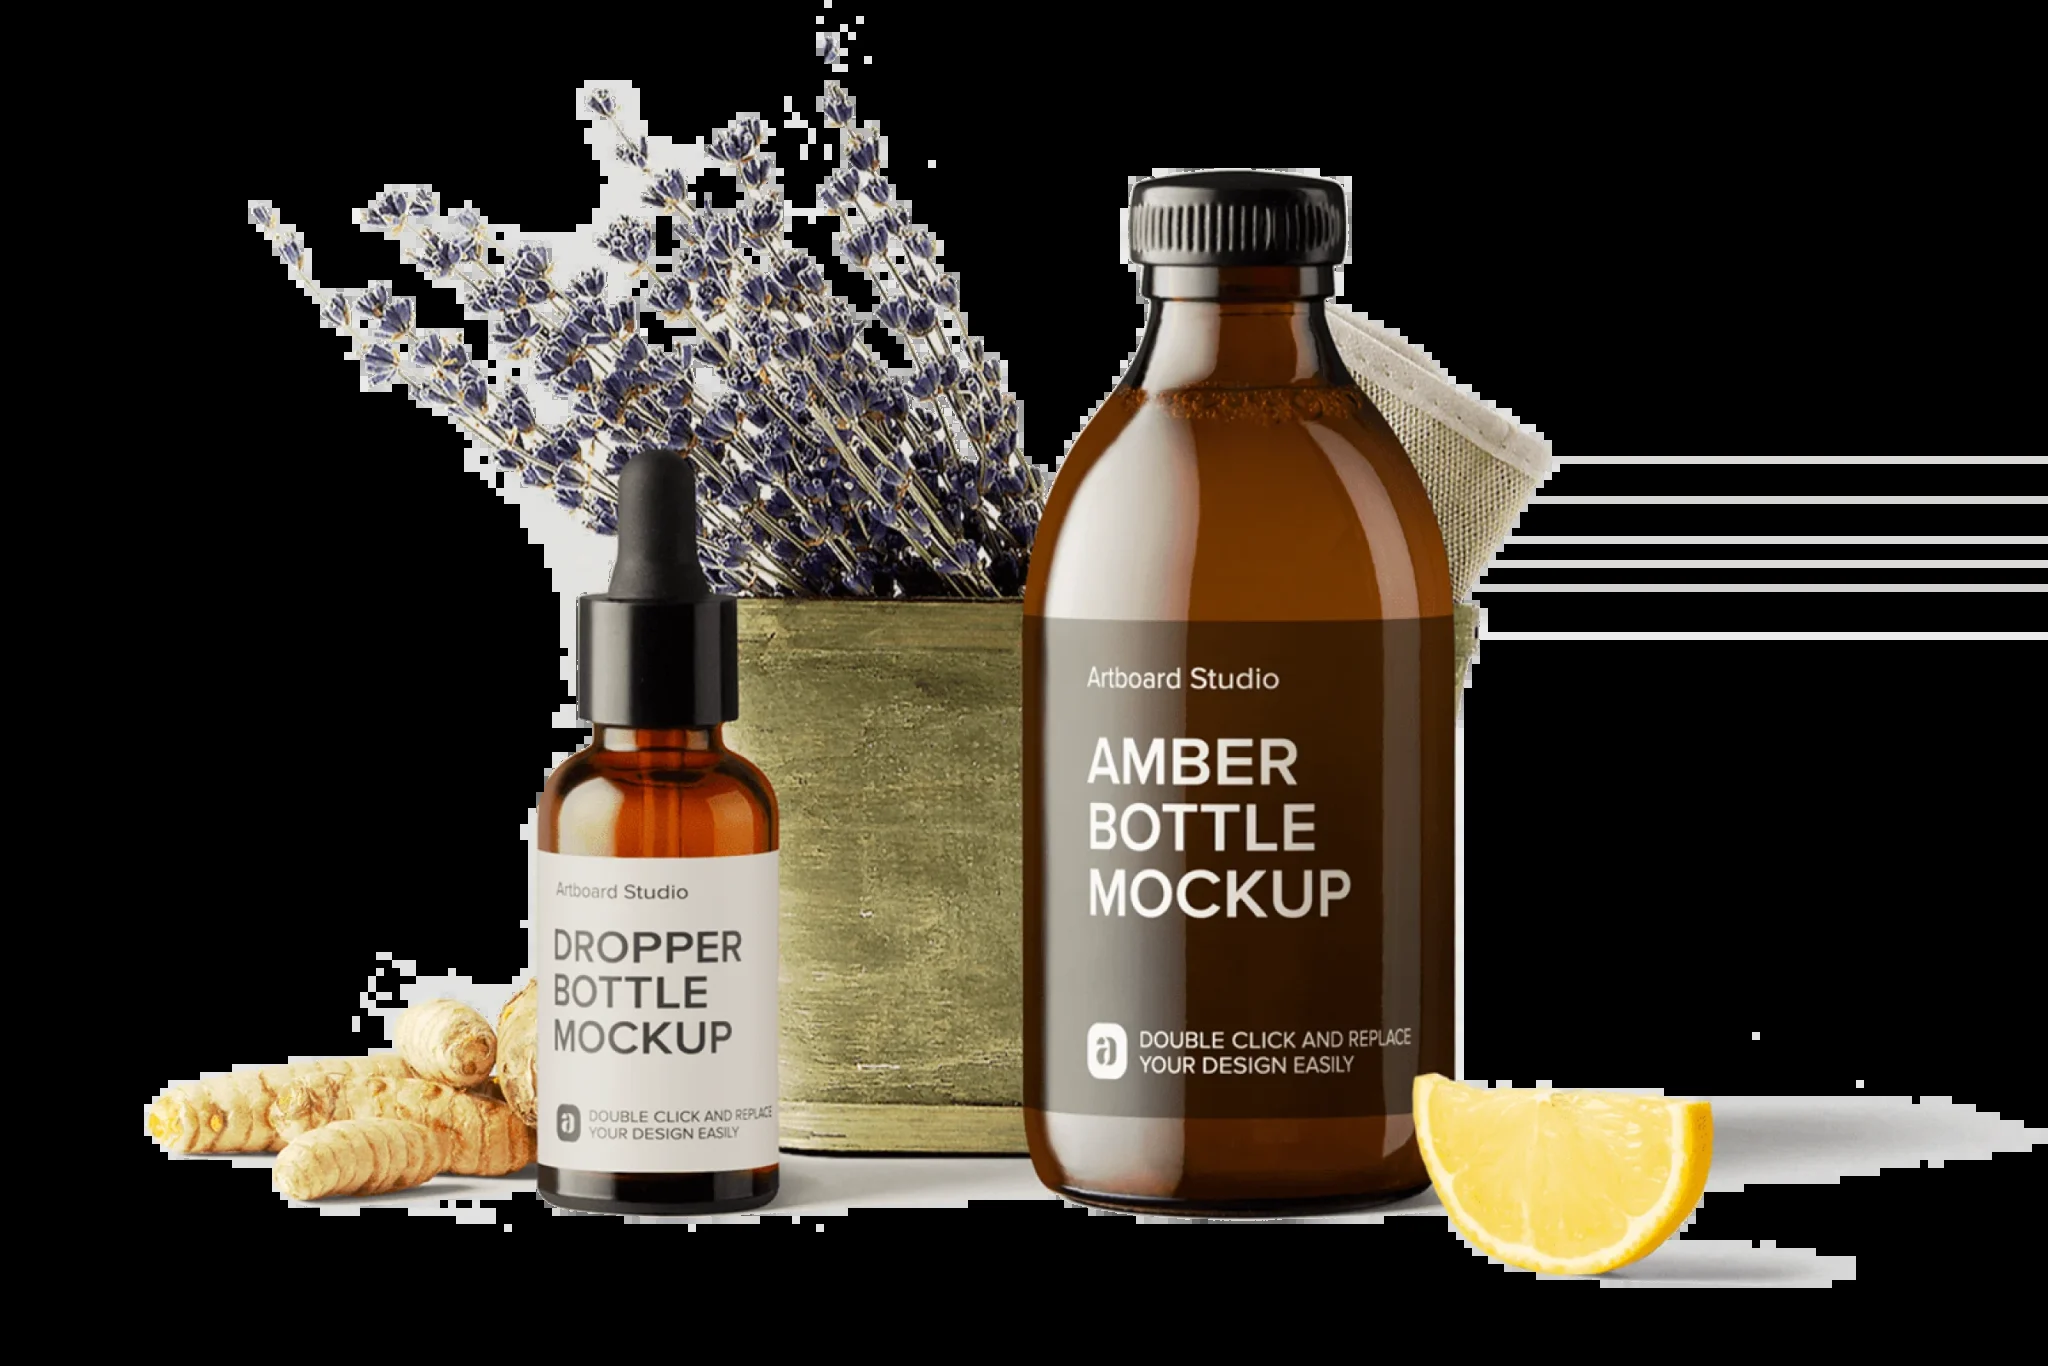 Artboard Studio
DROPPER
BOTTLE
MOCKUP
a
DOUBLE CLICK AND REPLACE
YOUR DESIGN EASILY
Artboard Studio
AMBER
BOTTLE
MOCKUP
a
DOUBLE CLICK AND REPLACE
YOUR DESIGN EASILY